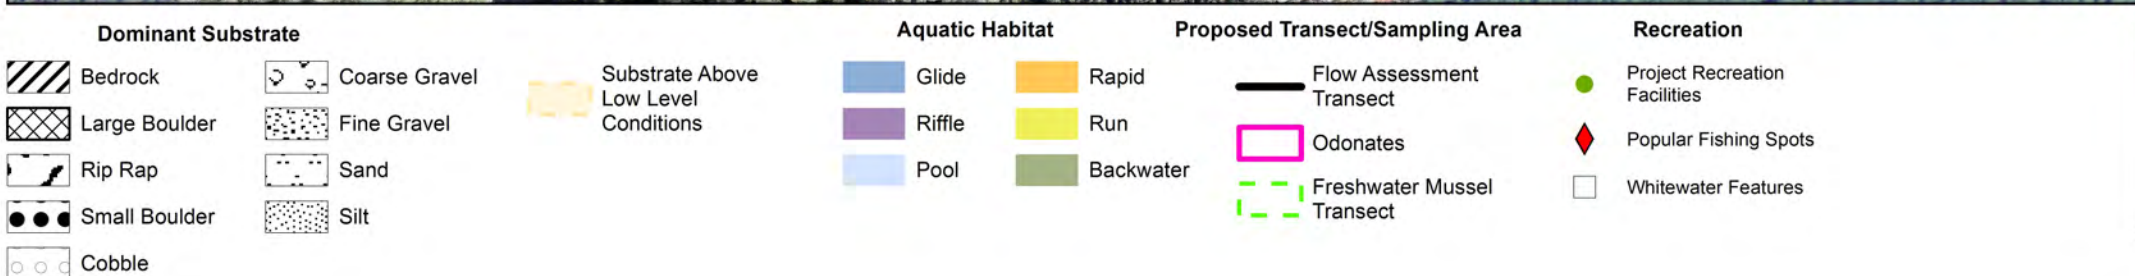 Dominant Substrate
Bedrock
Large Boulder
Rip Rap
Small Boulder
Cobble
Coarse Gravel
Fine Gravel
Sand
Silt
Substrate Above
Low Level
Conditions
Aquatic Habitat
Glide
Riffle
Pool
Rapid
Run
Backwater
Proposed Transect/Sampling Area
Flow Assessment
Transect
Odonates
Freshwater Mussel
Transect
Recreation
Project Recreation
Facilities
Popular Fishing Spots
Whitewater Features